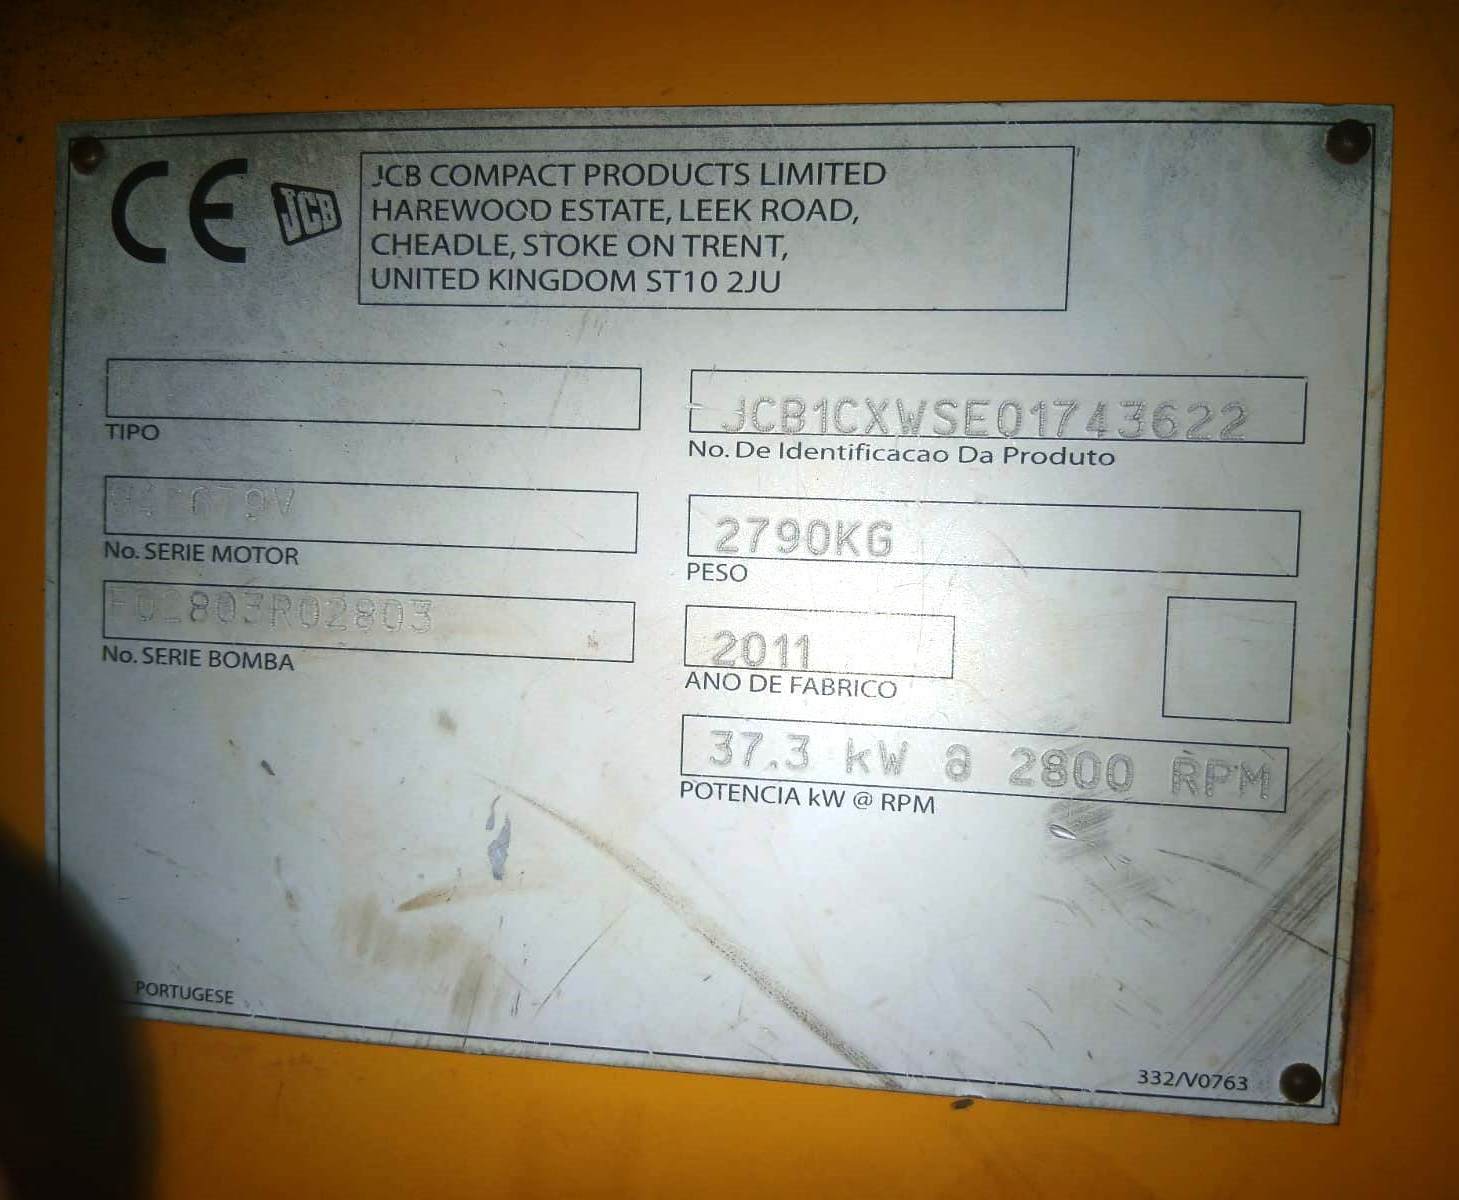 CE JCB
JCB COMPACT PRODUCTS LIMITED
HAREWOOD ESTATE, LEEK ROAD,
CHEADLE, STOKE ON TRENT,
UNITED KINGDOM ST10 2JU
TIPO
JCB1CXWSE01743622
No. De Identificacao Da Produto
No. SERIE MOTOR
2790KG
PESO
No. SERIE BOMBA
2011
ANO DE FABRICO
37.3 kW @ 2800 RPM
POTENCIA kW @ RPM
PORTUGESE
332/V0763